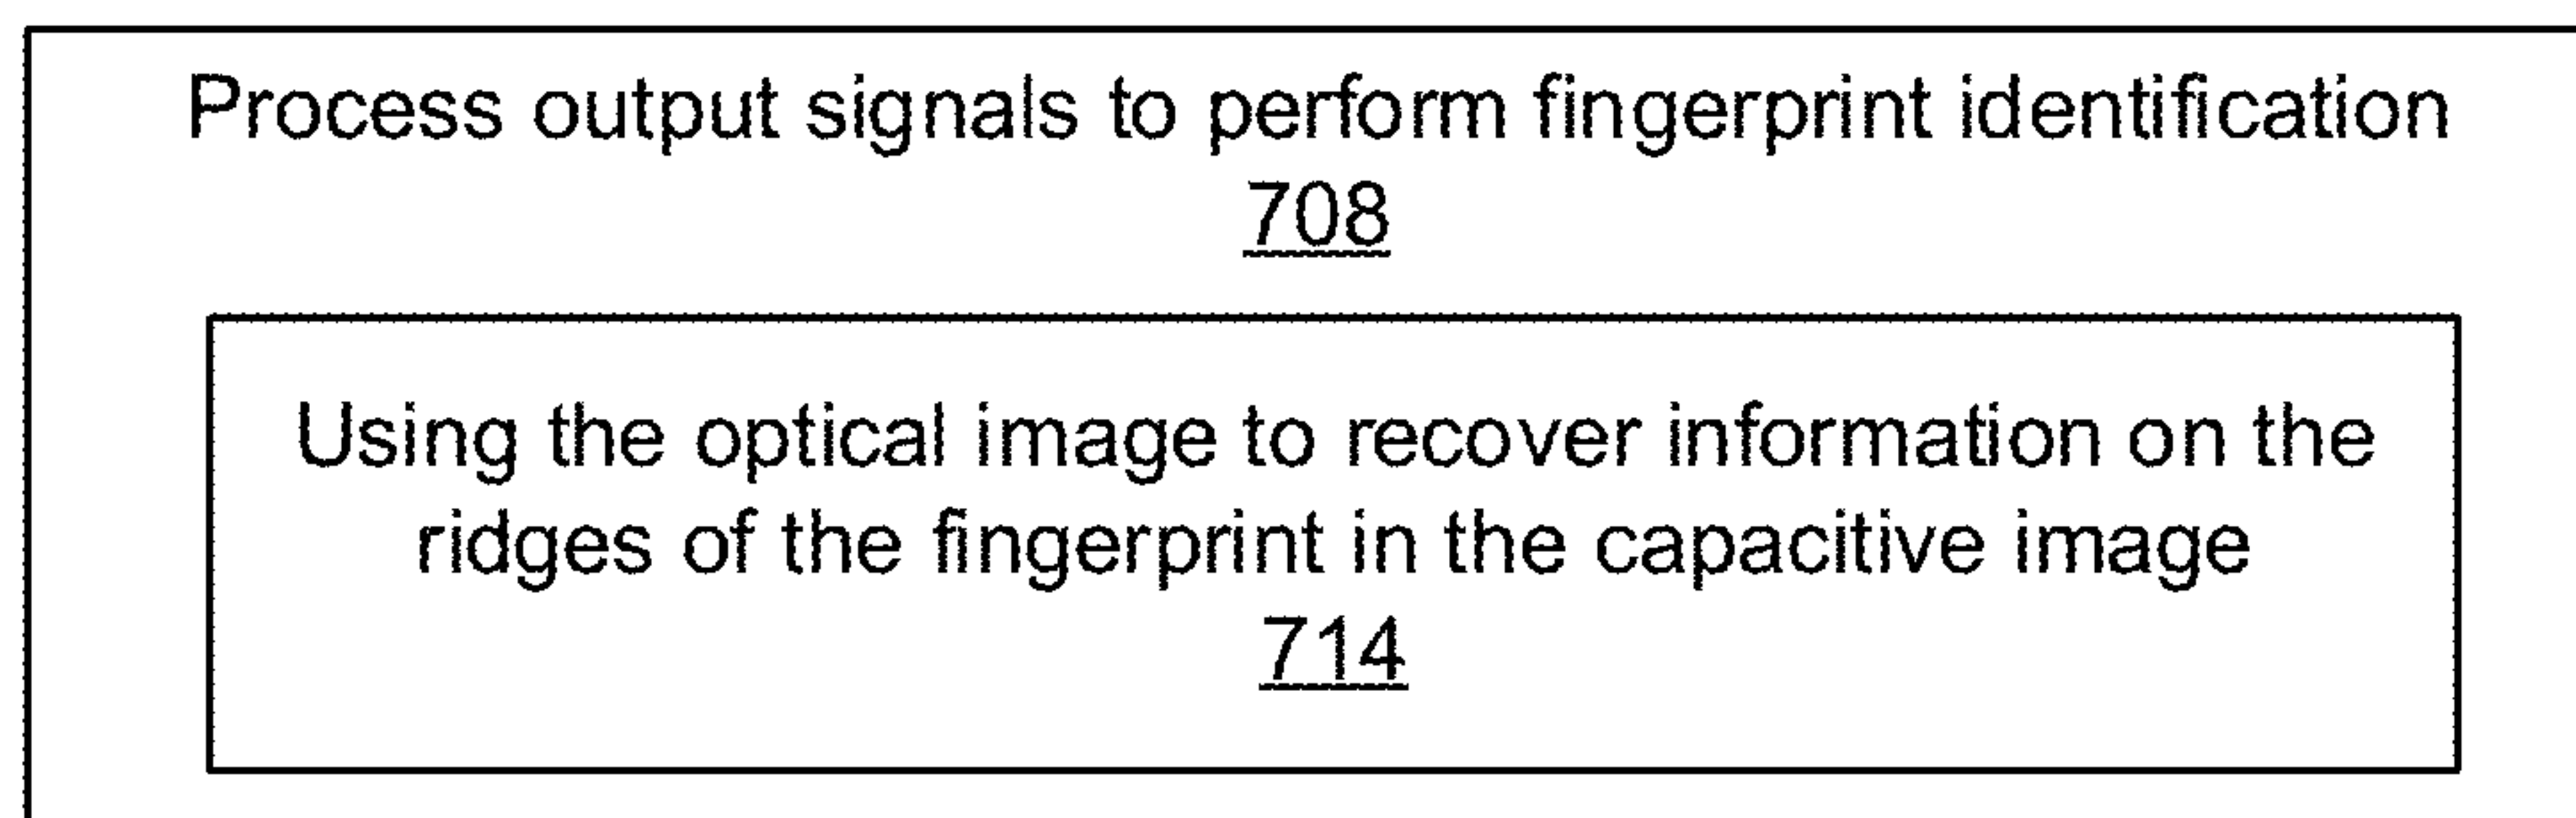 Process output signals to perform fingerprint identification
708
Using the optical image to recover information on the
ridges of the fingerprint in the capacitive image
714